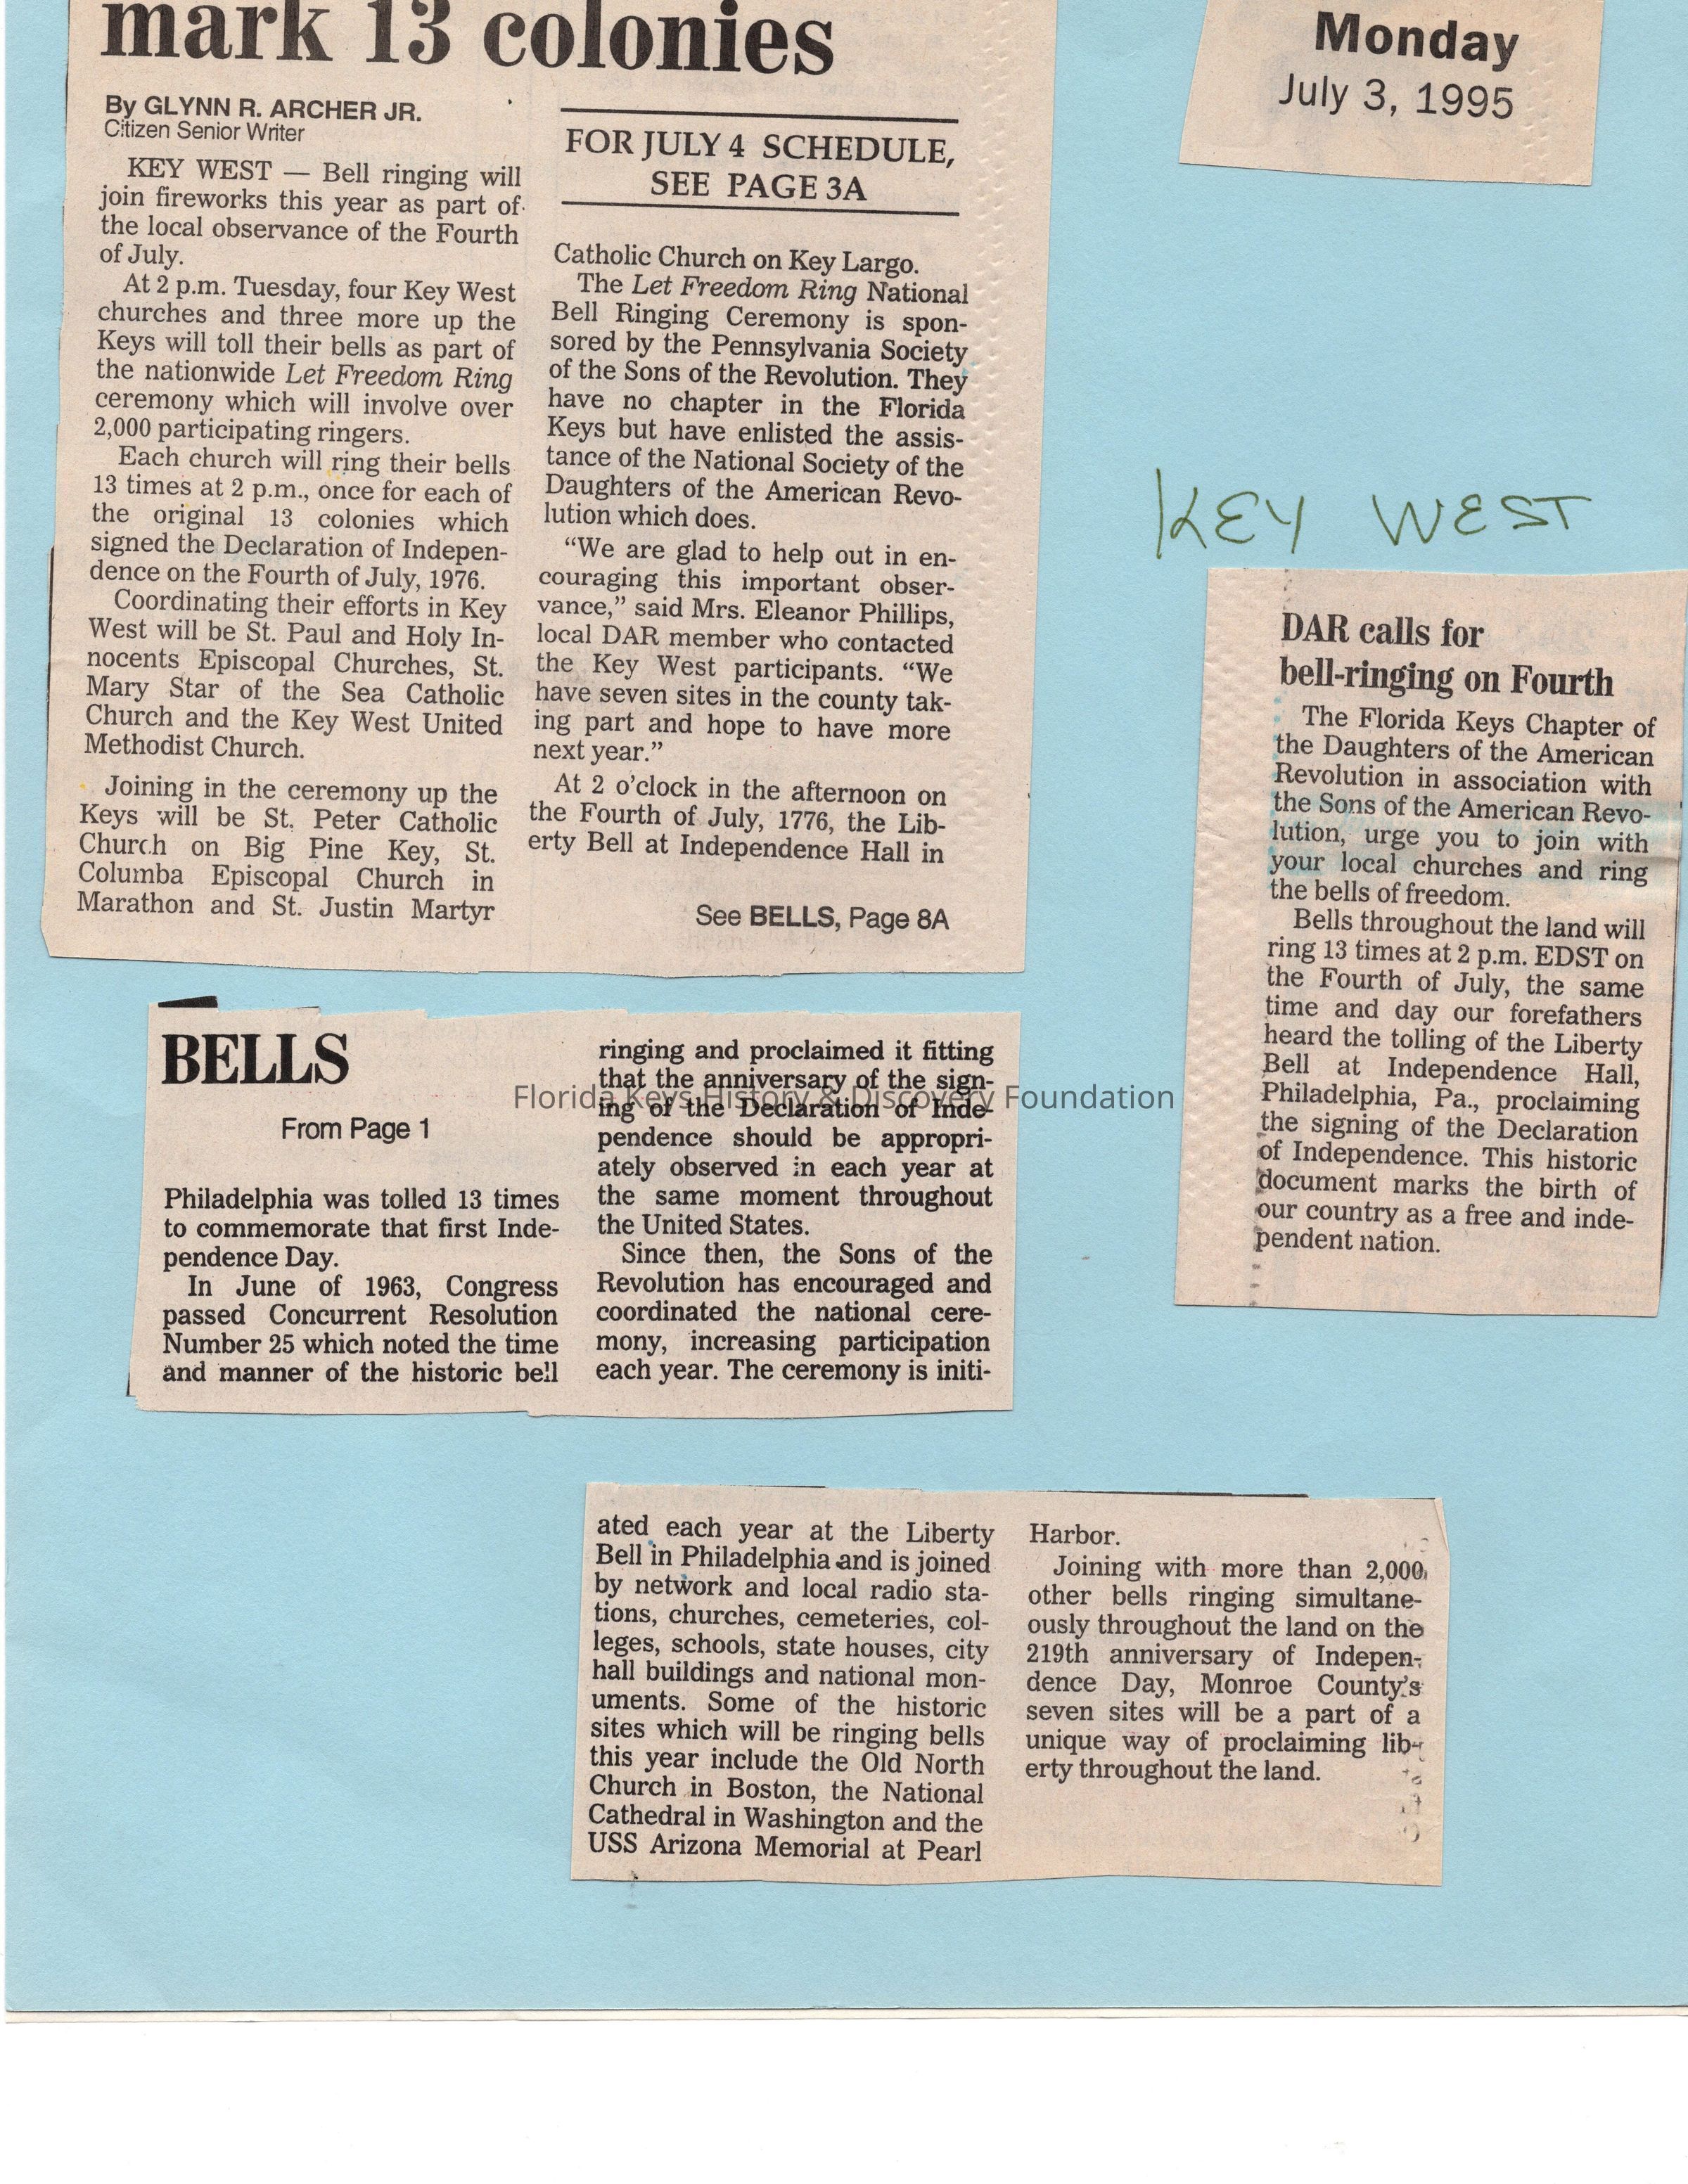 mark 13 colonies
By GLYNN R. ARCHER JR.
Citizen Senior Writer
KEY WEST — Bell ringing will
join fireworks this year as part of
the local observance of the Fourth
of July.
At 2 p.m. Tuesday, four Key West
churches and three more up the
Keys will toll their bells as part of
the nationwide Let Freedom Ring
ceremony which will involve over
2,000 participating ringers.
Each church will ring their bells
13 times at 2 p.m., once for each of
the original 13 colonies which
signed the Declaration of Indepen-
dence on the Fourth of July, 1976.
Coordinating their efforts in Key
West will be St. Paul and Holy In-
nocents Episcopal Churches, St.
Mary Star of the Sea Catholic
Church and the Key West United
Methodist Church.
Joining in the ceremony up the
Keys will be St. Peter Catholic
Church on Big Pine Key, St.
Columba Episcopal Church in
Marathon and St. Justin Martyr
FOR JULY 4 SCHEDULE,
SEE PAGE 3A
Catholic Church on Key Largo.
The Let Freedom Ring National
Bell Ringing Ceremony is spon-
sored by the Pennsylvania Society
of the Sons of the Revolution. They
have no chapter in the Florida
Keys but have enlisted the assis-
tance of the National Society of the
Daughters of the American Revo-
lution which does.
“We are glad to help out in en-
couraging this important obser-
vance,” said Mrs. Eleanor Phillips,
local DAR member who contacted
the Key West participants. “We
have seven sites in the county tak-
ing part and hope to have more
next year.”
At 2 o’clock in the afternoon on
the Fourth of July, 1776, the Lib-
erty Bell at Independence Hall in
See BELLS, Page 8A
Monday
July 3, 1995
KEY WEST
DAR calls for
bell-ringing on Fourth
The Florida Keys Chapter of
the Daughters of the American
Revolution in association with
the Sons of the American Revo-
lution, urge you to join with
your local churches and ring
the bells of freedom.
Bells throughout the land will
ring 13 times at 2 p.m. EDST on
the Fourth of July, the same
time and day our forefathers
heard the tolling of the Liberty
Bell at Independence Hall,
Philadelphia, Pa., proclaiming
the signing of the Declaration
of Independence. This historic
document marks the birth of
our country as a free and inde-
pendent nation.
BELLS
From Page 1
Philadelphia was tolled 13 times
to commemorate that first Inde-
pendence Day.
In June of 1963, Congress
passed Concurrent Resolution
Number 25 which noted the time
and manner of the historic bell
ringing and proclaimed it fitting
that the anniversary of the sign-
ing of the Declaration of Inde-
pendence should be appropri-
ately observed in each year at
the same moment throughout
the United States.
Since then, the Sons of the
Revolution has encouraged and
coordinated the national cere-
mony, increasing participation
each year. The ceremony is initi-
Florida Keys History & Discovery Foundation
ated each year at the Liberty
Bell in Philadelphia and is joined
by network and local radio sta-
tions, churches, cemeteries, col-
leges, schools, state houses, city
hall buildings and national mon-
uments. Some of the historic
sites which will be ringing bells
this year include the Old North
Church in Boston, the National
Cathedral in Washington and the
USS Arizona Memorial at Pearl
Harbor.
Joining with more than 2,000
other bells ringing simultane-
ously throughout the land on the
219th anniversary of Indepen-
dence Day, Monroe County’s
seven sites will be a part of a
unique way of proclaiming lib-
erty throughout the land.